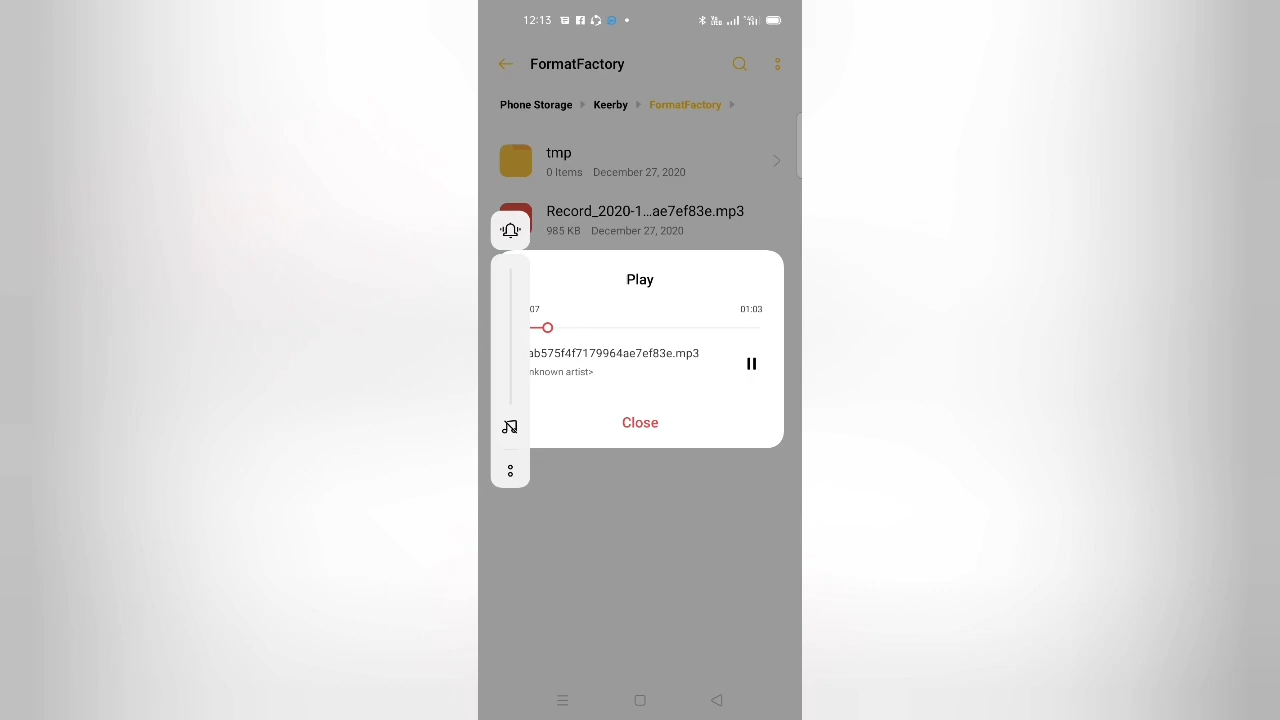 12:13
FormatFactory
Phone Storage Keerby FormatFactory
tmp
0 Items December 27, 2020
Record_2020-1...ae7ef83e.mp3
985 KB December 27, 2020
Play
07 01:03
ab575f4f7179964ae7ef83e.mp3
nknown artist>
Close